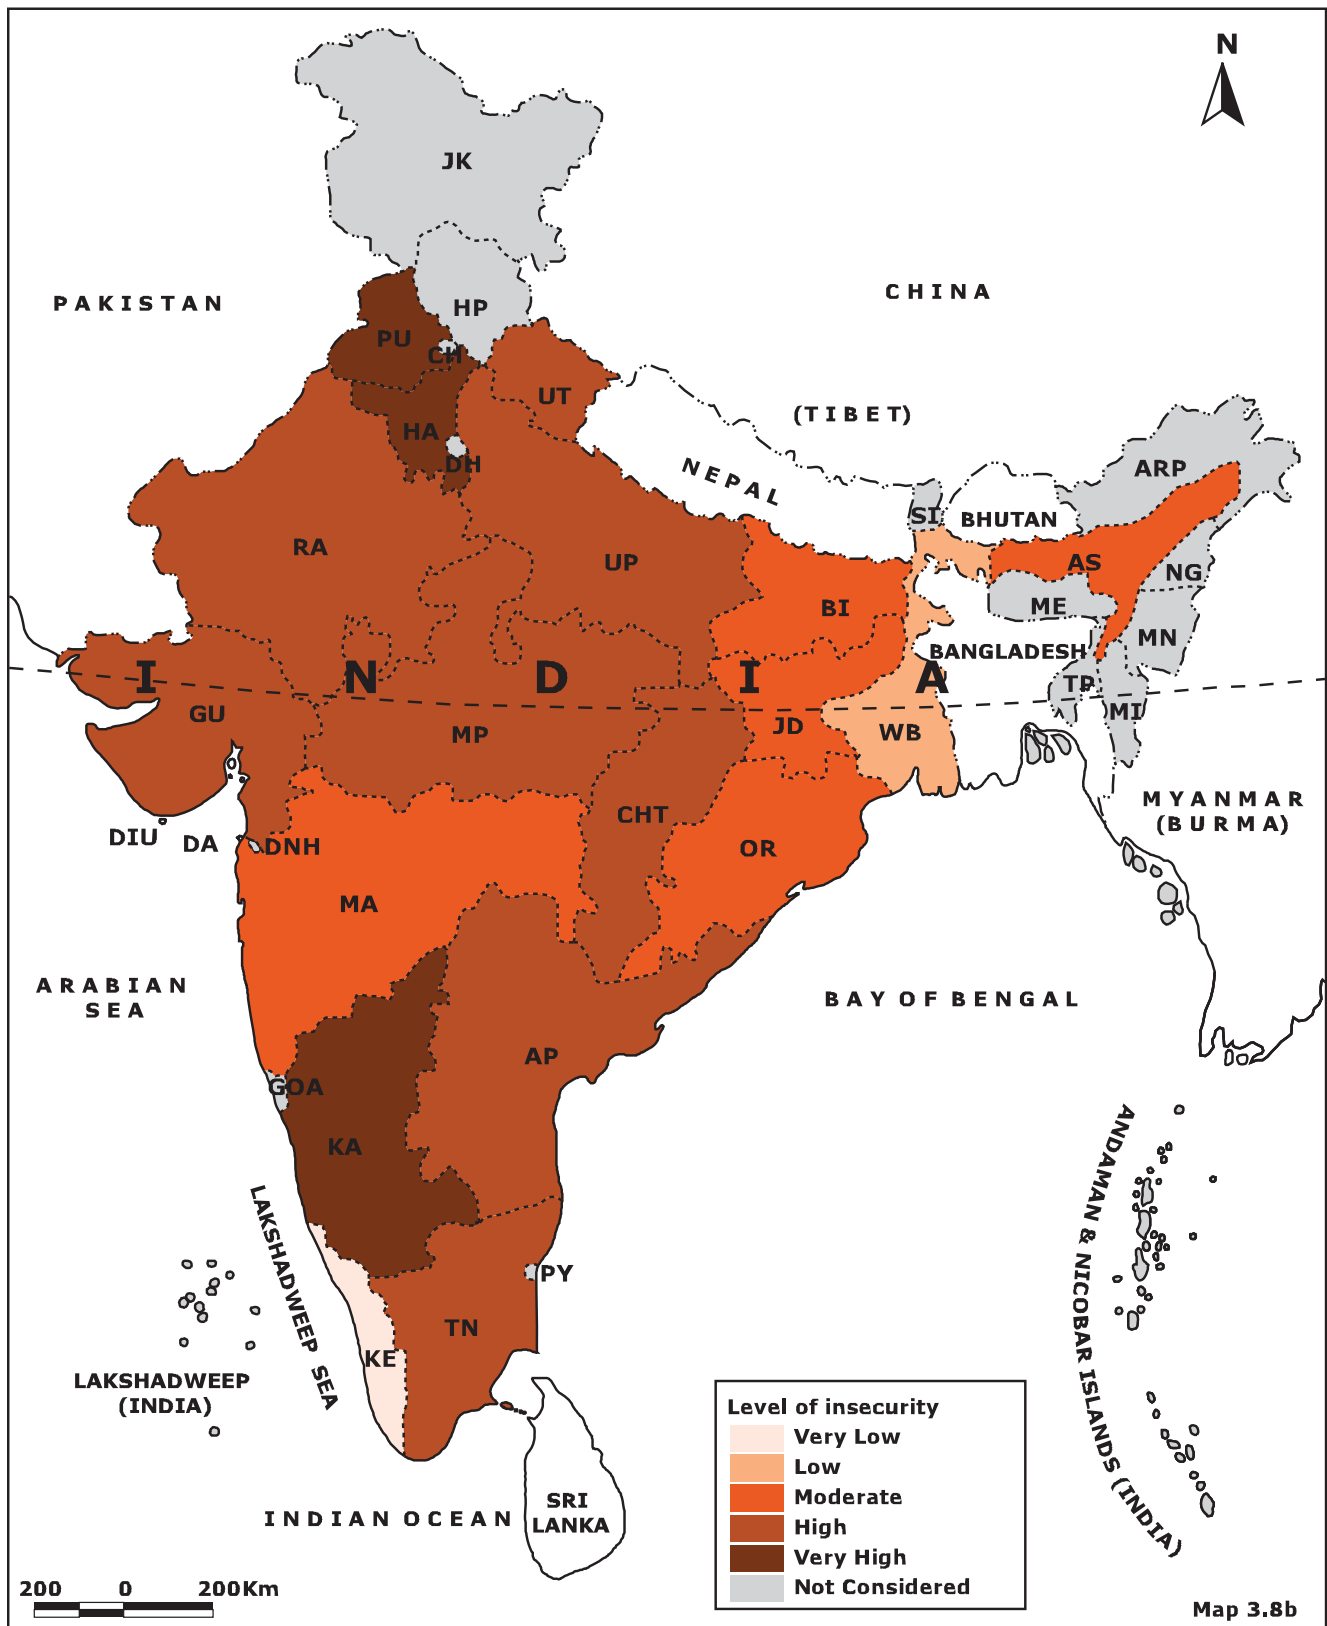 N
JK
PAKISTAN
CHINA
HP
PU
CH
UT
(TIBET)
HA
DH
NEPAL
ARP
SI
BHUTAN
RA
UP
AS
NG
BI
ME
MN
BANGLADESH
I N D I A
TP
GU
MP
JD
WB
MI
MYANMAR
(BURMA)
CHT
DIU
DA
DNH
OR
MA
ARABIAN
SEA
BAY OF BENGAL
AP
GOA
KA
ANDAMAN & NICOBAR ISLANDS (INDIA)
LAKSHADWEEP SEA
PY
TN
KE
LAKSHADWEEP
(INDIA)
Level of insecurity
Very Low
Low
Moderate
High
Very High
Not Considered
SRI
LANKA
INDIAN OCEAN
200 0 200Km
Map 3.8b